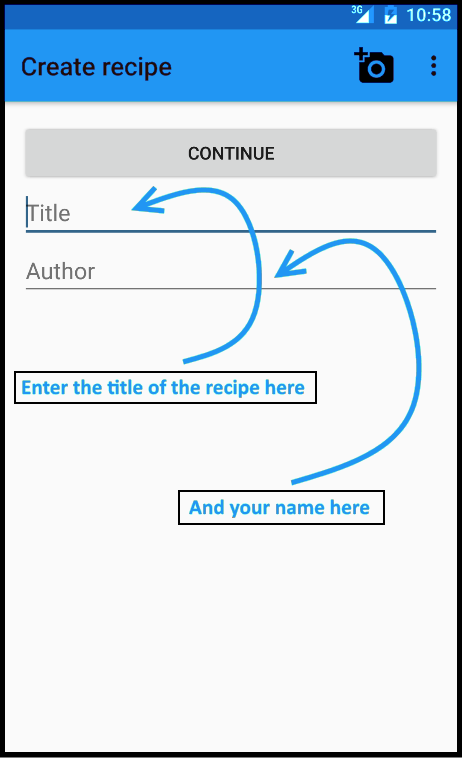 3G 10:58
Create recipe
CONTINUE
Title
Author
Enter the title of the recipe here
And your name here